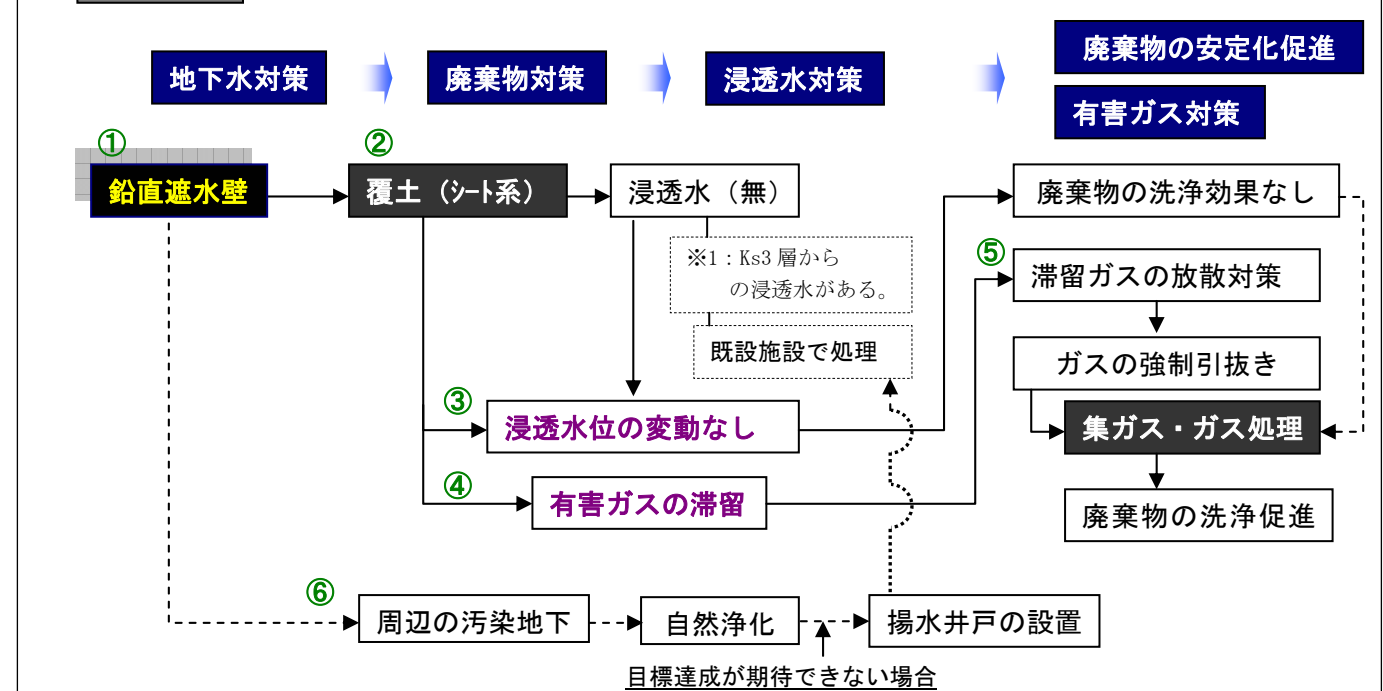 地下水対策
廃棄物対策
浸透水対策
廃棄物の安定化促進
有害ガス対策
①
鉛直遮水壁
②
覆土（ｼｰﾄ系）
浸透水（無）
※1：Ks3 層から
の浸透水がある。
既設施設で処理
廃棄物の洗浄効果なし
⑤
滞留ガスの放散対策
ガスの強制引抜き
集ガス・ガス処理
廃棄物の洗浄促進
③
浸透水位の変動なし
④
有害ガスの滞留
⑥
周辺の汚染地下
自然浄化
揚水井戸の設置
目標達成が期待できない場合